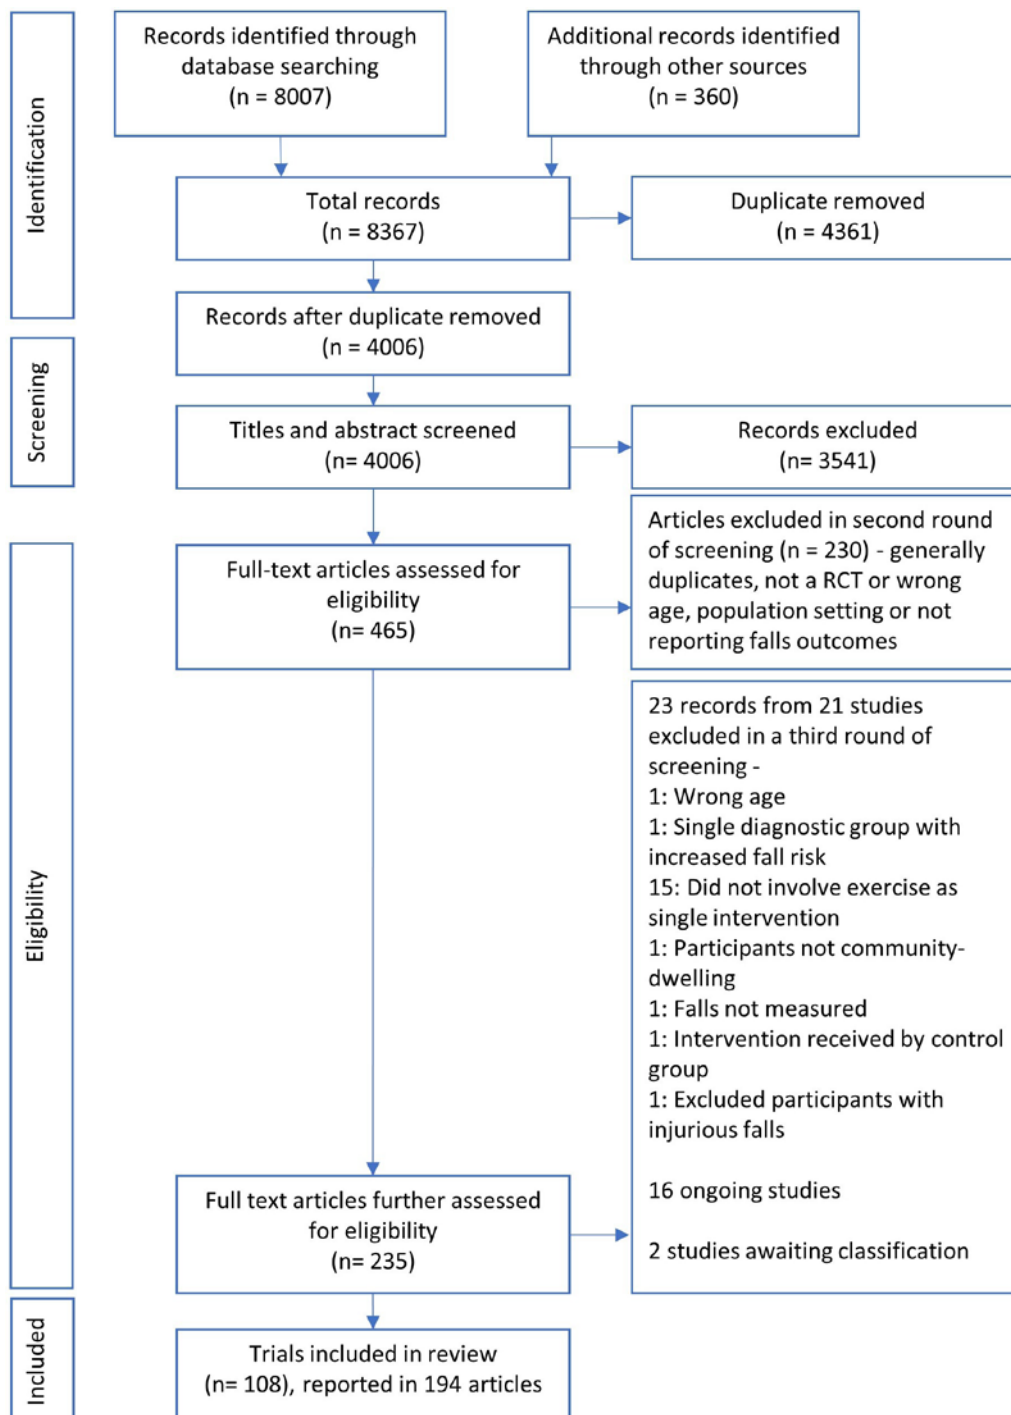 Identification
Records identified through
database searching
(n = 8007)
Additional records identified
through other sources
(n = 360)
Total records
(n = 8367)
Duplicate removed
(n = 4361)
Records after duplicate removed
(n = 4006)
Screening
Titles and abstract screened
(n= 4006)
Records excluded
(n= 3541)
Eligibility
Full-text articles assessed for
eligibility
(n= 465)
Articles excluded in second round
of screening (n = 230) - generally
duplicates, not a RCT or wrong
age, population setting or not
reporting falls outcomes
23 records from 21 studies
excluded in a third round of
screening -
1: Wrong age
1: Single diagnostic group with
increased fall risk
15: Did not involve exercise as
single intervention
1: Participants not community-
dwelling
1: Falls not measured
1: Intervention received by control
group
1: Excluded participants with
injurious falls
16 ongoing studies
2 studies awaiting classification
Full text articles further assessed
for eligibility
(n= 235)
Included
Trials included in review
(n= 108), reported in 194 articles